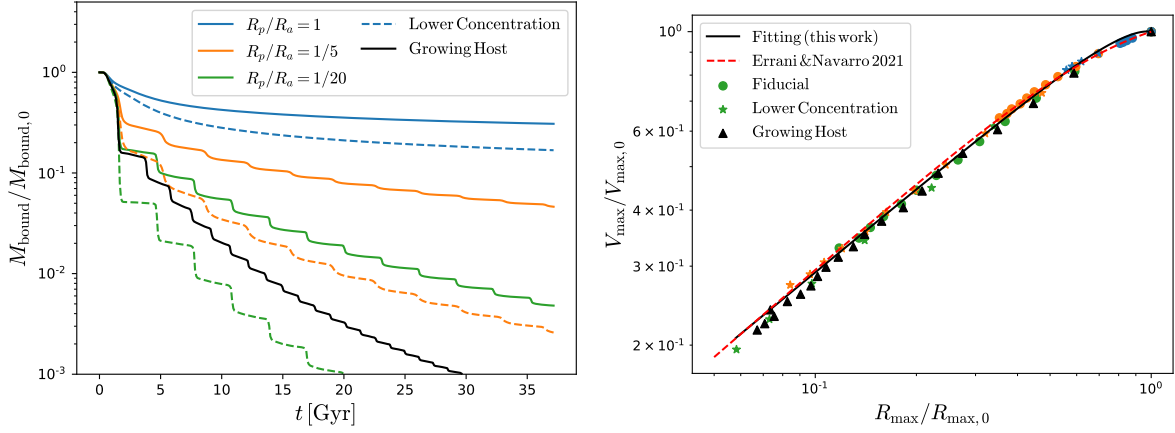 R_p/R_a = 1
R_p/R_a = 1/5
R_p/R_a = 1/20
Lower Concentration
Growing Host
10^0
10^-1
10^-2
10^-3
M_bound/M_bound, 0
0 5 10 15 20 25 30 35
t [Gyr]
Fitting (this work)
Errani & Navarro 2021
Fiducial
Lower Concentration
Growing Host
10^0
6 × 10^-1
4 × 10^-1
3 × 10^-1
2 × 10^-1
V_max/V_max, 0
10^-1 10^0
R_max/R_max, 0